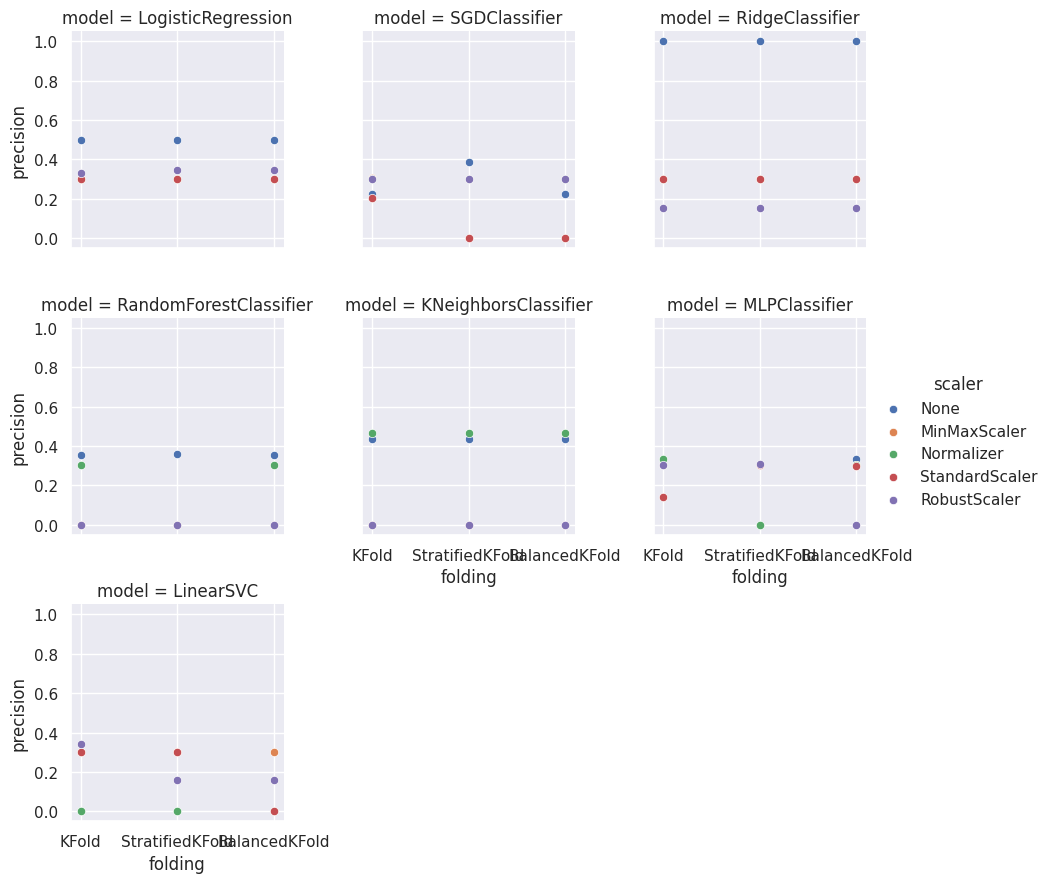 model = LogisticRegression
model = SGDClassifier
model = RidgeClassifier
1.0
0.8
0.6
0.4
0.2
0.0
precision
model = RandomForestClassifier
model = KNeighborsClassifier
model = MLPClassifier
1.0
0.8
0.6
0.4
0.2
0.0
precision
KFold
StratifiedKFold
BalancedKFold
folding
KFold
StratifiedKFold
BalancedKFold
folding
scaler
None
MinMaxScaler
Normalizer
StandardScaler
RobustScaler
model = LinearSVC
1.0
0.8
0.6
0.4
0.2
0.0
precision
KFold
StratifiedKFold
BalancedKFold
folding